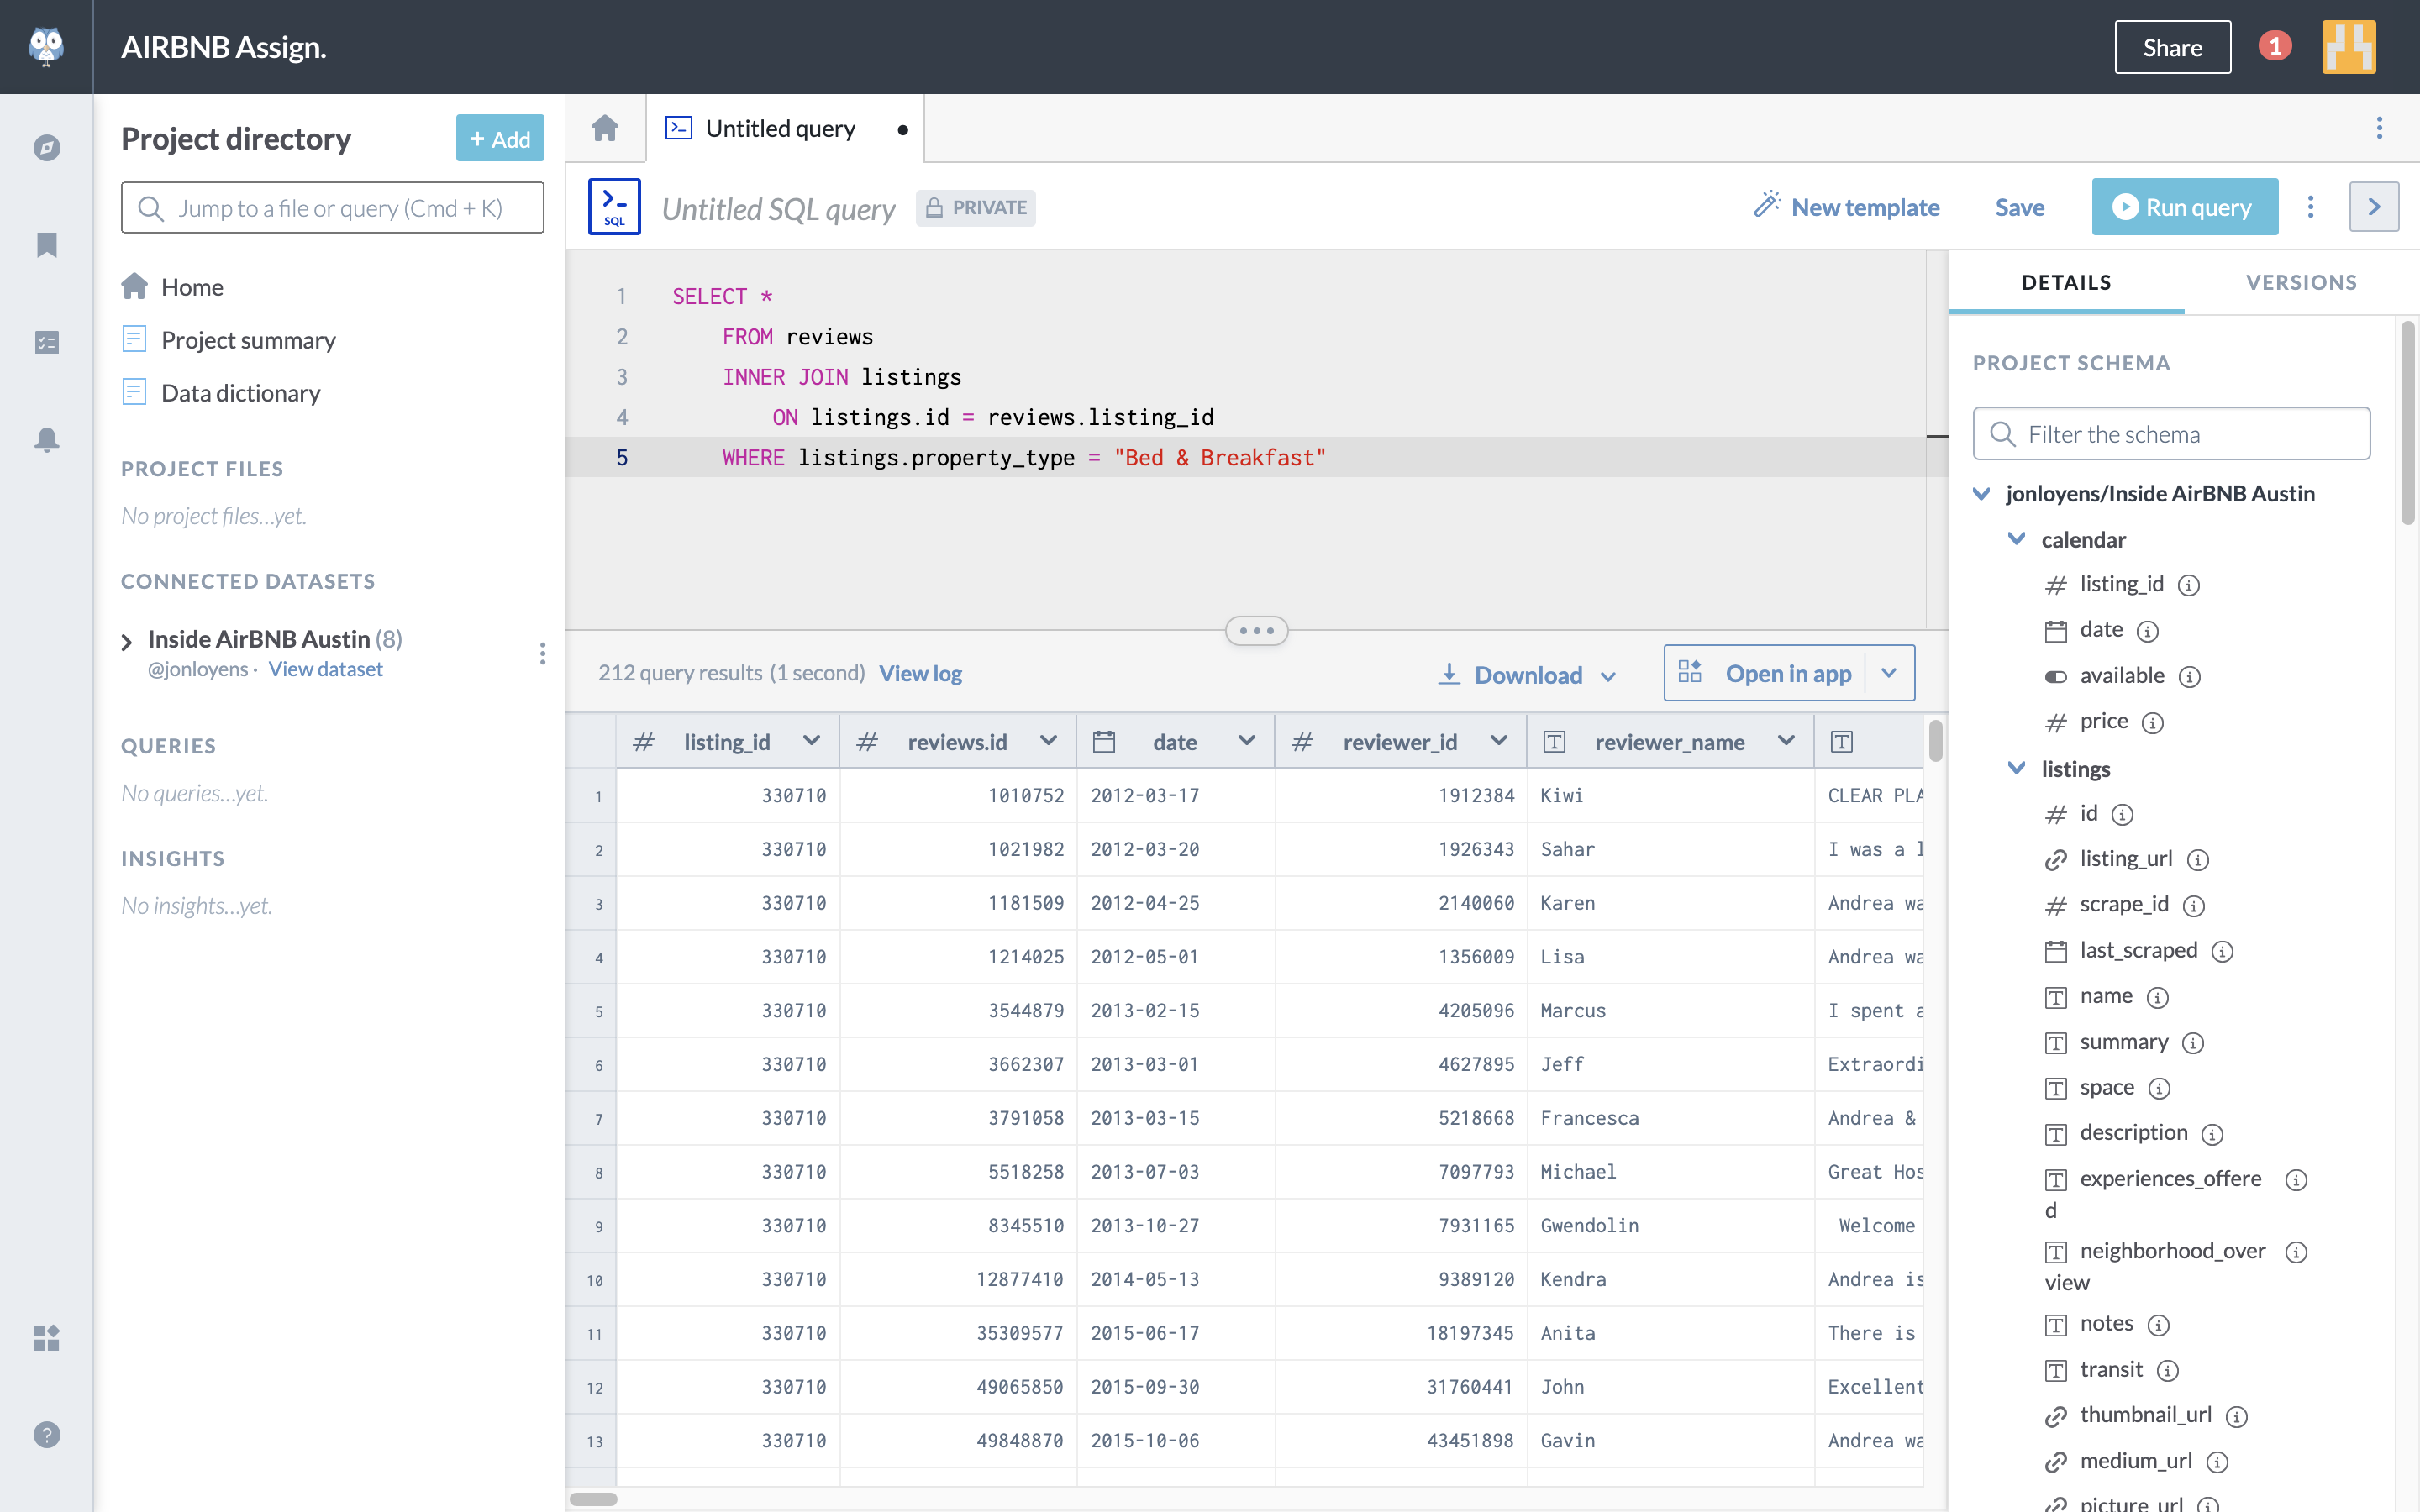 AIRBNB Assign.
Share
1
Project directory
+ Add
Jump to a file or query (Cmd + K)
Home
Project summary
Data dictionary
PROJECT FILES
No project files...yet.
CONNECTED DATASETS
Inside AirBNB Austin (8)
@jonloyens · View dataset
QUERIES
No queries...yet.
INSIGHTS
No insights...yet.
Untitled query
SQL
Untitled SQL query
PRIVATE
New template
Save
Run query
1 SELECT *
2 FROM reviews
3 INNER JOIN listings
4 ON listings.id = reviews.listing_id
5 WHERE listings.property_type = "Bed & Breakfast"
212 query results (1 second) View log
Download
Open in app
# listing_id # reviews.id date # reviewer_id T reviewer_name T
1 330710 1010752 2012-03-17 1912384 Kiwi CLEAR PLA
2 330710 1021982 2012-03-20 1926343 Sahar I was a l
3 330710 1181509 2012-04-25 2140060 Karen Andrea wa
4 330710 1214025 2012-05-01 1356009 Lisa Andrea wa
5 330710 3544879 2013-02-15 4205096 Marcus I spent a
6 330710 3662307 2013-03-01 4627895 Jeff Extraordi
7 330710 3791058 2013-03-15 5218668 Francesca Andrea &
8 330710 5518258 2013-07-03 7097793 Michael Great Hos
9 330710 8345510 2013-10-27 7931165 Gwendolin Welcome
10 330710 12877410 2014-05-13 9389120 Kendra Andrea is
11 330710 35309577 2015-06-17 18197345 Anita There is
12 330710 49065850 2015-09-30 31760441 John Excellent
13 330710 49848870 2015-10-06 43451898 Gavin Andrea wa
DETAILS
VERSIONS
PROJECT SCHEMA
Filter the schema
jonloyens/Inside AirBNB Austin
calendar
# listing_id
date
available
# price
listings
# id
listing_url
# scrape_id
last_scraped
T name
T summary
T space
T description
T experiences_offere
d
T neighborhood_over
view
T notes
T transit
thumbnail_url
medium_url
picture_url